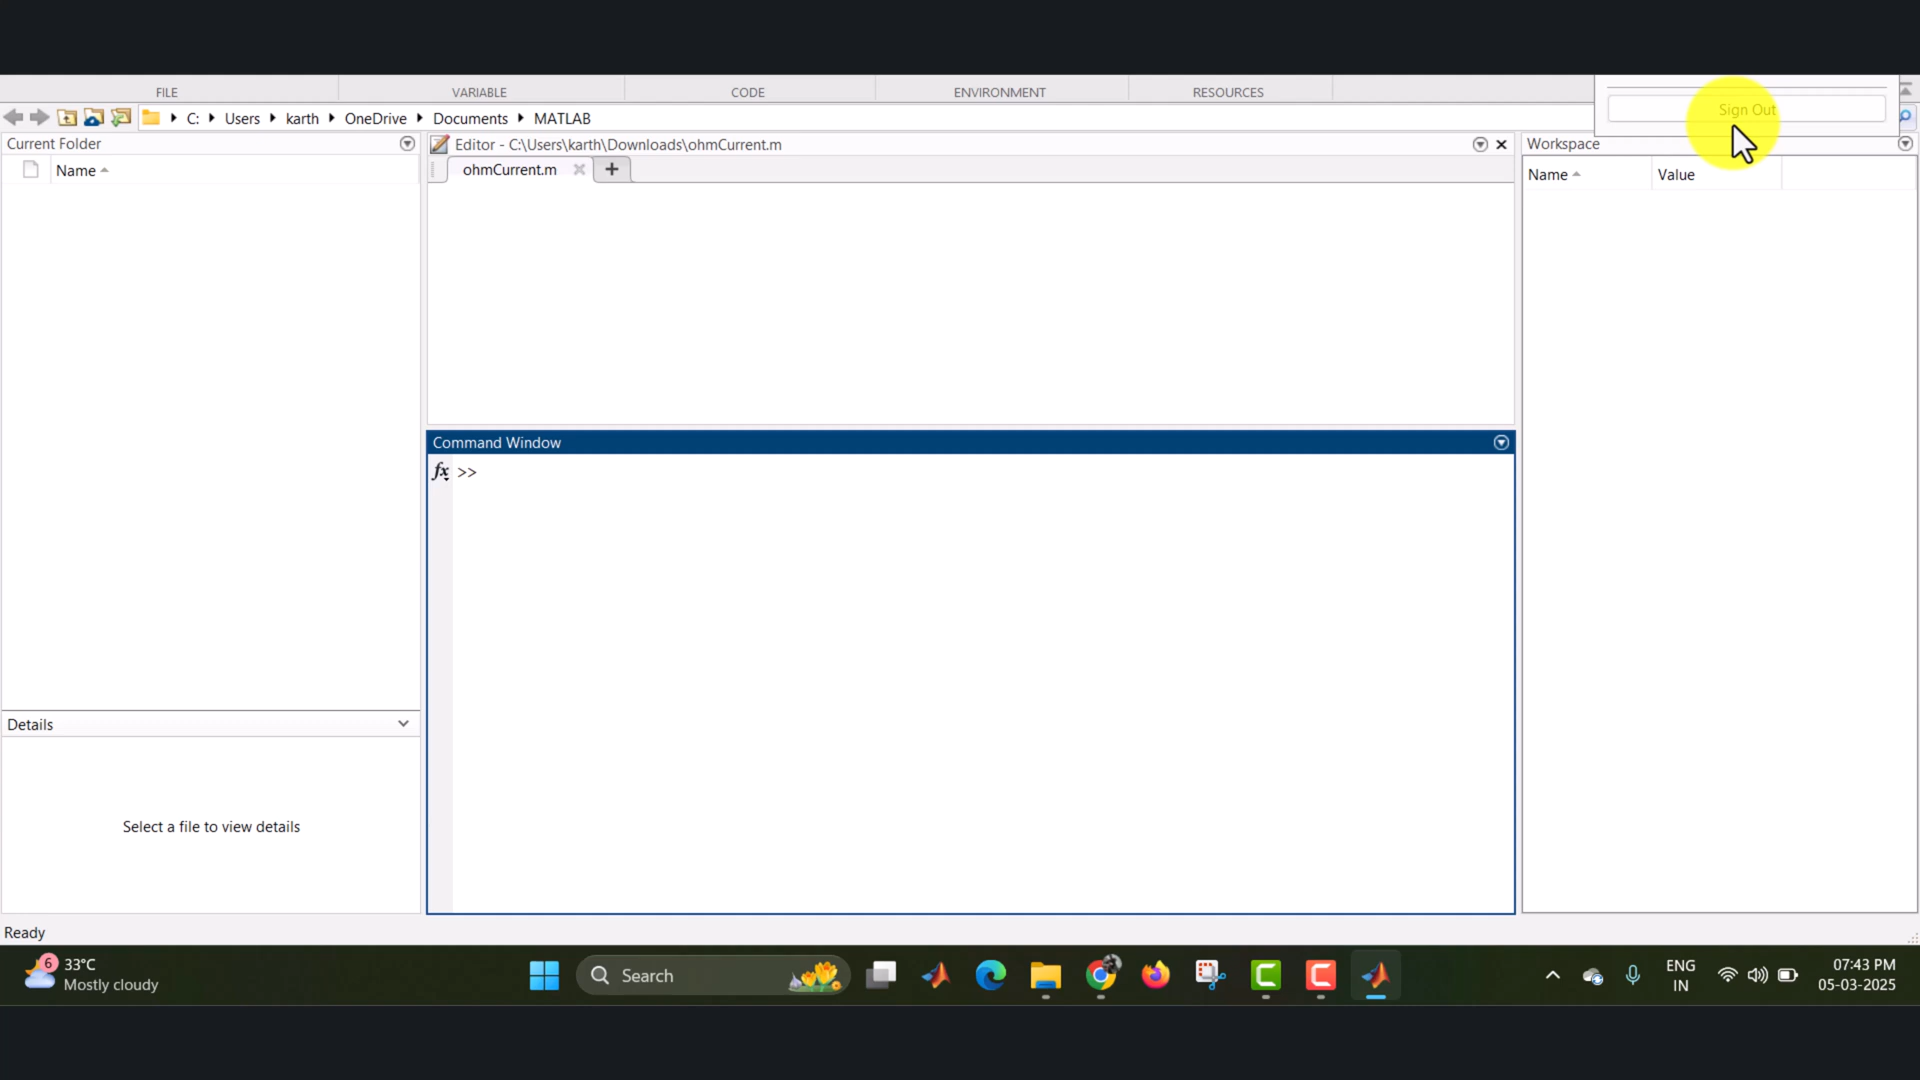 FILE VARIABLE CODE ENVIRONMENT RESOURCES
Sign Out
C: Users karth OneDrive Documents MATLAB
Current Folder
Editor - C:\Users\karth\Downloads\ohmCurrent.m
Workspace
Name
ohmCurrent.m
Name Value
Command Window
fx >>
Details
Select a file to view details
Ready
6
33°C
Mostly cloudy
Search
ENG
IN
07:43 PM
05-03-2025